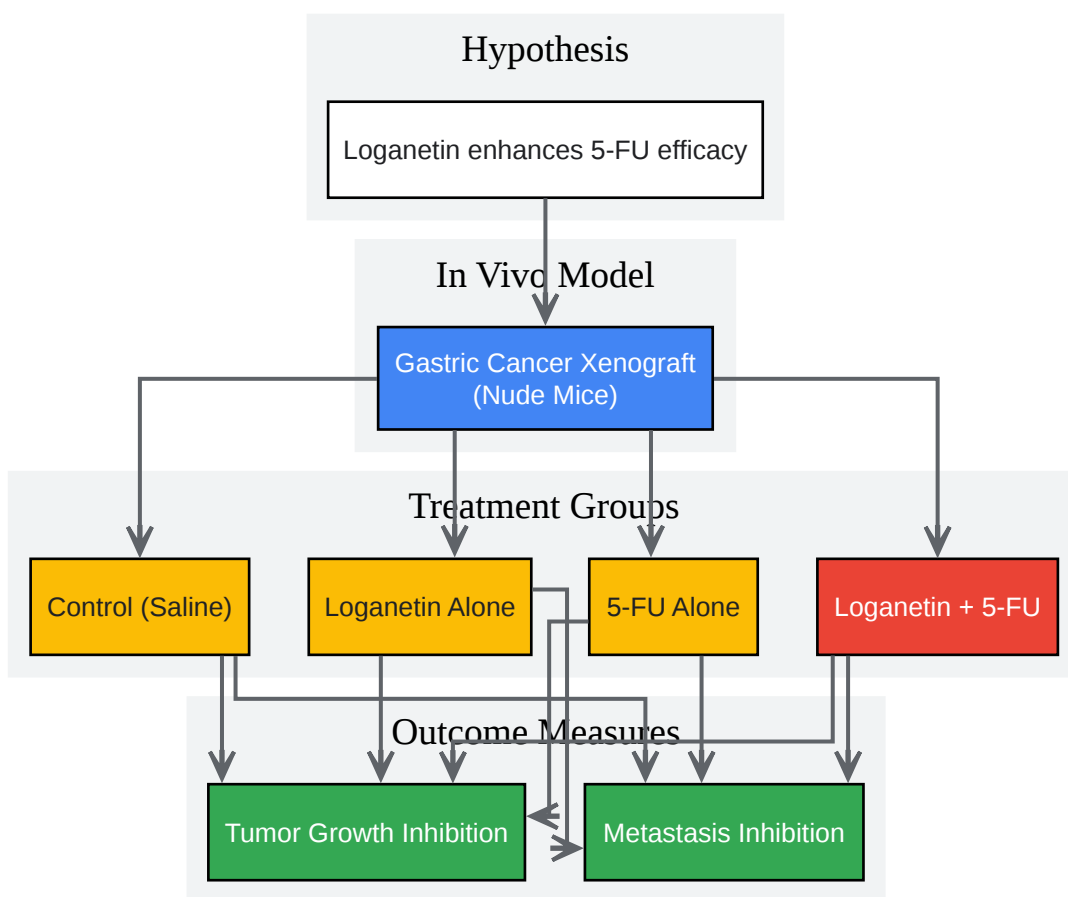 Hypothesis
Loganetin enhances 5-FU efficacy
In Vivo Model
Gastric Cancer Xenograft
(Nude Mice)
Treatment Groups
Control (Saline)
Loganetin Alone
5-FU Alone
Loganetin + 5-FU
Outcome Measures
Tumor Growth Inhibition
Metastasis Inhibition